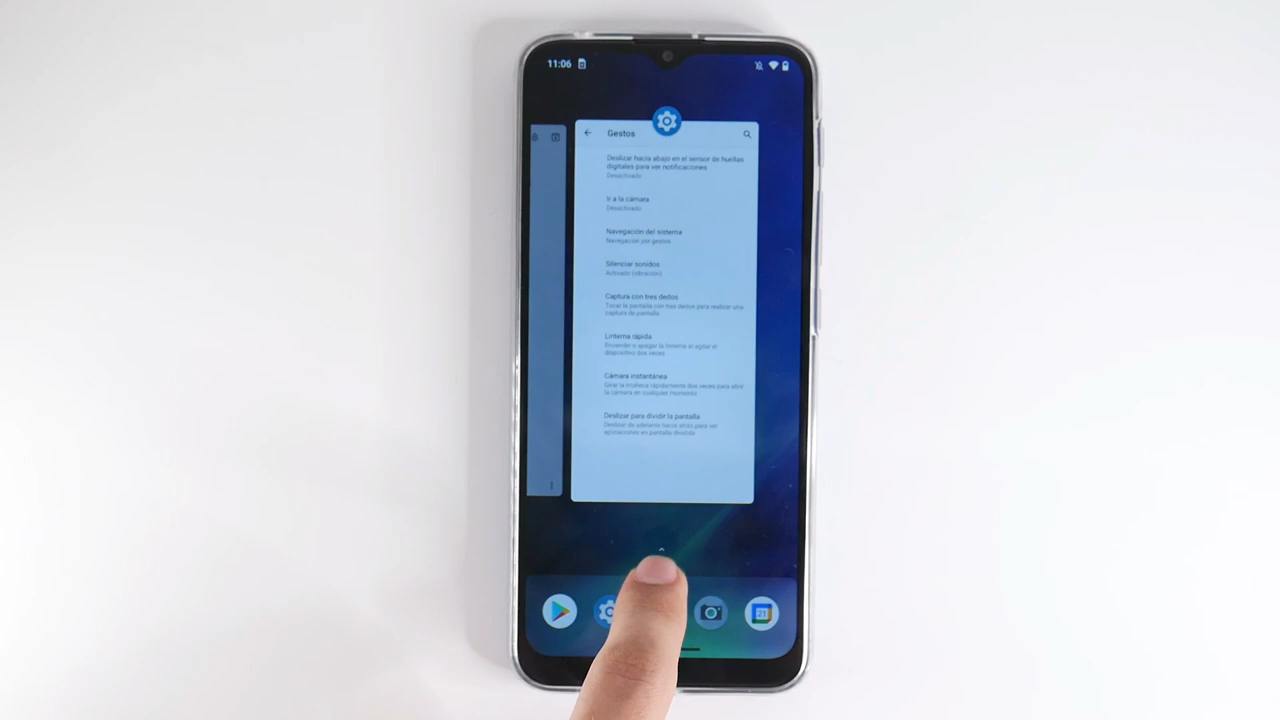 11:06
Gestos
Deslizar hacia abajo en el sensor de huellas
digitales para ver notificaciones
Desactivado
Ir a la cámara
Desactivado
Navegación del sistema
Navegación por gestos
Silenciar sonidos
Activado (vibración)
Captura con tres dedos
Tocar la pantalla con tres dedos para realizar una
captura de pantalla
Linterna rápida
Encender o apagar la linterna al agitar el
dispositivo dos veces
Cámara instantánea
Girar la muñeca rápidamente dos veces para abrir
la cámara en cualquier momento
Deslizar para dividir la pantalla
Deslizar de adelante hacia atrás para ver
aplicaciones en pantalla dividida
21